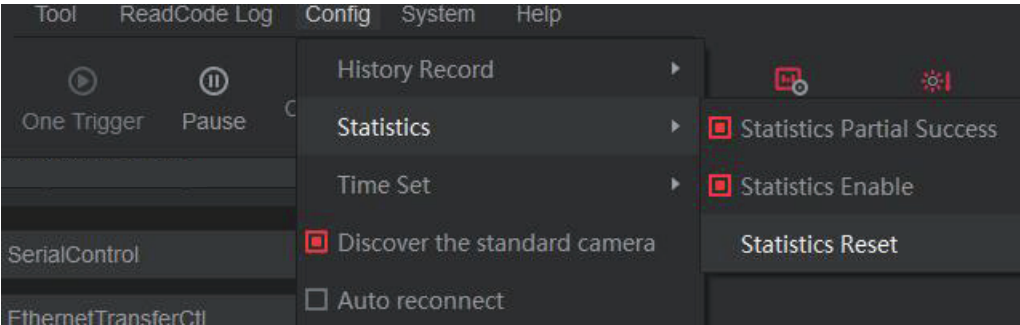 Tool ReadCode Log Config System Help
One Trigger Pause
History Record
Statistics
Time Set
Discover the standard camera
Auto reconnect
Statistics Partial Success
Statistics Enable
Statistics Reset
SerialControl
EthernetTransferCtl